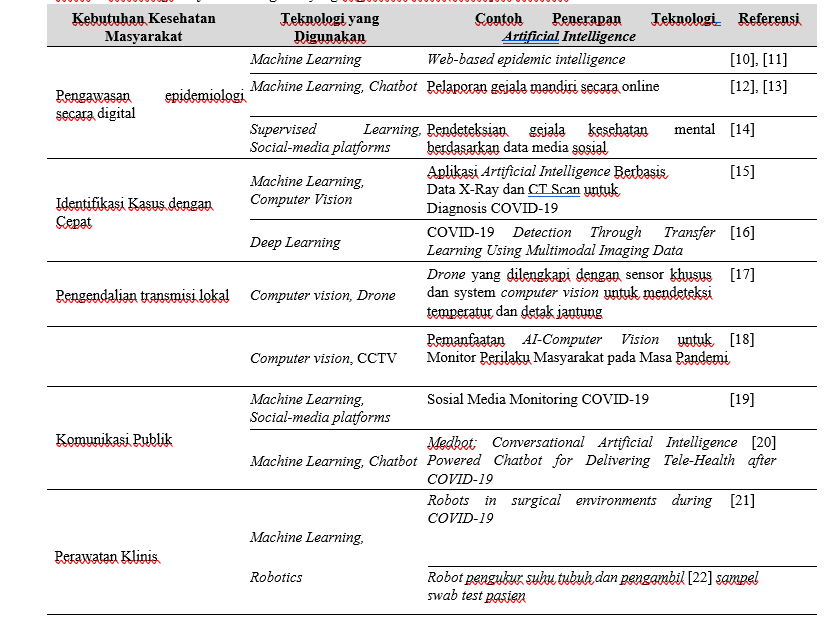 Kebutuhan Kesehatan Masyarakat
Teknologi yang Digunakan
Contoh Penerapan Teknologi Artificial Intelligence
Referensi
Pengawasan epidemiologi secara digital
Machine Learning
Web-based epidemic intelligence
[10], [11]
Machine Learning, Chatbot
Pelaporan gejala mandiri secara online
[12], [13]
Supervised Learning,
Social-media platforms
Pendeteksian gejala kesehatan mental
berdasarkan data media sosial
[14]
Identifikasi Kasus dengan
Cepat
Machine Learning,
Computer Vision
Aplikasi Artificial Intelligence Berbasis
Data X-Ray dan CT Scan untuk
Diagnosis COVID-19
[15]
Deep Learning
COVID-19 Detection Through Transfer
Learning Using Multimodal Imaging Data
[16]
Pengendalian transmisi lokal
Computer vision, Drone
Drone yang dilengkapi dengan sensor khusus
dan system computer vision untuk mendeteksi
temperatur dan detak jantung
[17]
Computer vision, CCTV
Pemanfaatan AI-Computer Vision untuk
Monitor Perilaku Masyarakat pada Masa Pandemi
[18]
Komunikasi Publik
Machine Learning,
Social-media platforms
Sosial Media Monitoring COVID-19
[19]
Machine Learning, Chatbot
Medbot: Conversational Artificial Intelligence [20]
Powered Chatbot for Delivering Tele-Health after
COVID-19
Perawatan Klinis
Machine Learning,
Robots in surgical environments during
COVID-19
[21]
Robotics
Robot pengukur suhu tubuh dan pengambil [22] sampel
swab test pasien